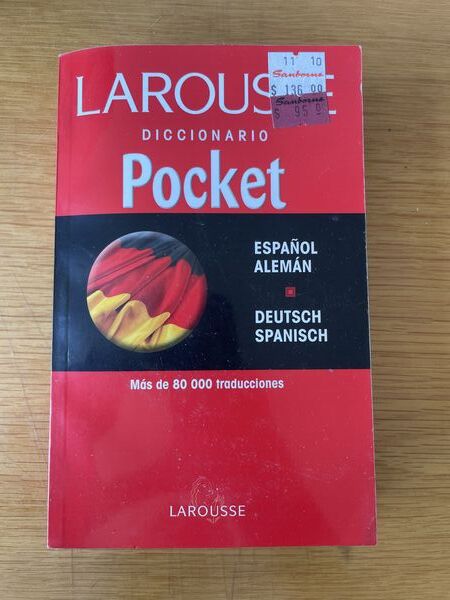 LAROUSSE
11 10
Sanborns
$ 136.00
Sanborns
$ 95.0
DICCIONARIO
Pocket
ESPAÑOL
ALEMÁN
DEUTSCH
SPANISCH
Más de 80 000 traducciones
LAROUSSE